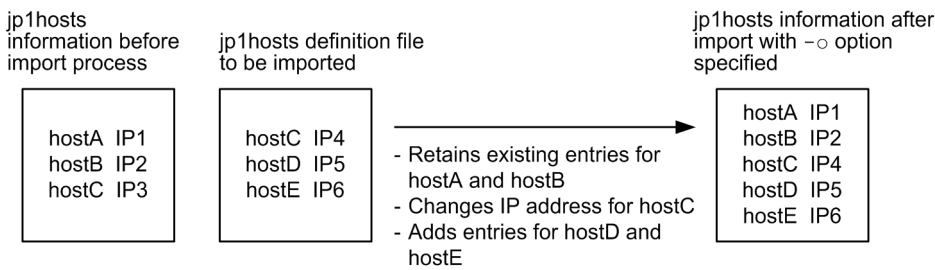 jp1hosts
information before
import process
jp1hosts definition file
to be imported
jp1hosts information after
import with -o option
specified
hostA IP1
hostB IP2
hostC IP3
hostC IP4
hostD IP5
hostE IP6
- Retains existing entries for
hostA and hostB
- Changes IP address for hostC
- Adds entries for hostD and
hostE
hostA IP1
hostB IP2
hostC IP4
hostD IP5
hostE IP6